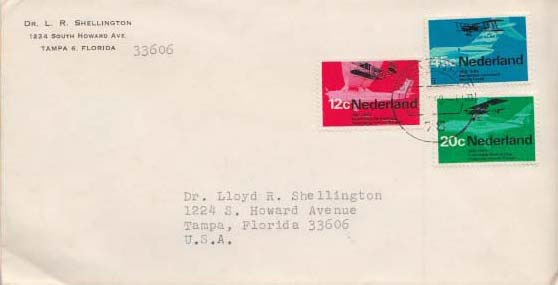 DR. L. R. SHELLINGTON
1224 SOUTH HOWARD AVE.
TAMPA 6, FLORIDA
33606
45c Nederland
12c Nederland
20c Nederland
Dr. Lloyd R. Shellington
1224 S. Howard Avenue
Tampa, Florida 33606
U.S.A.